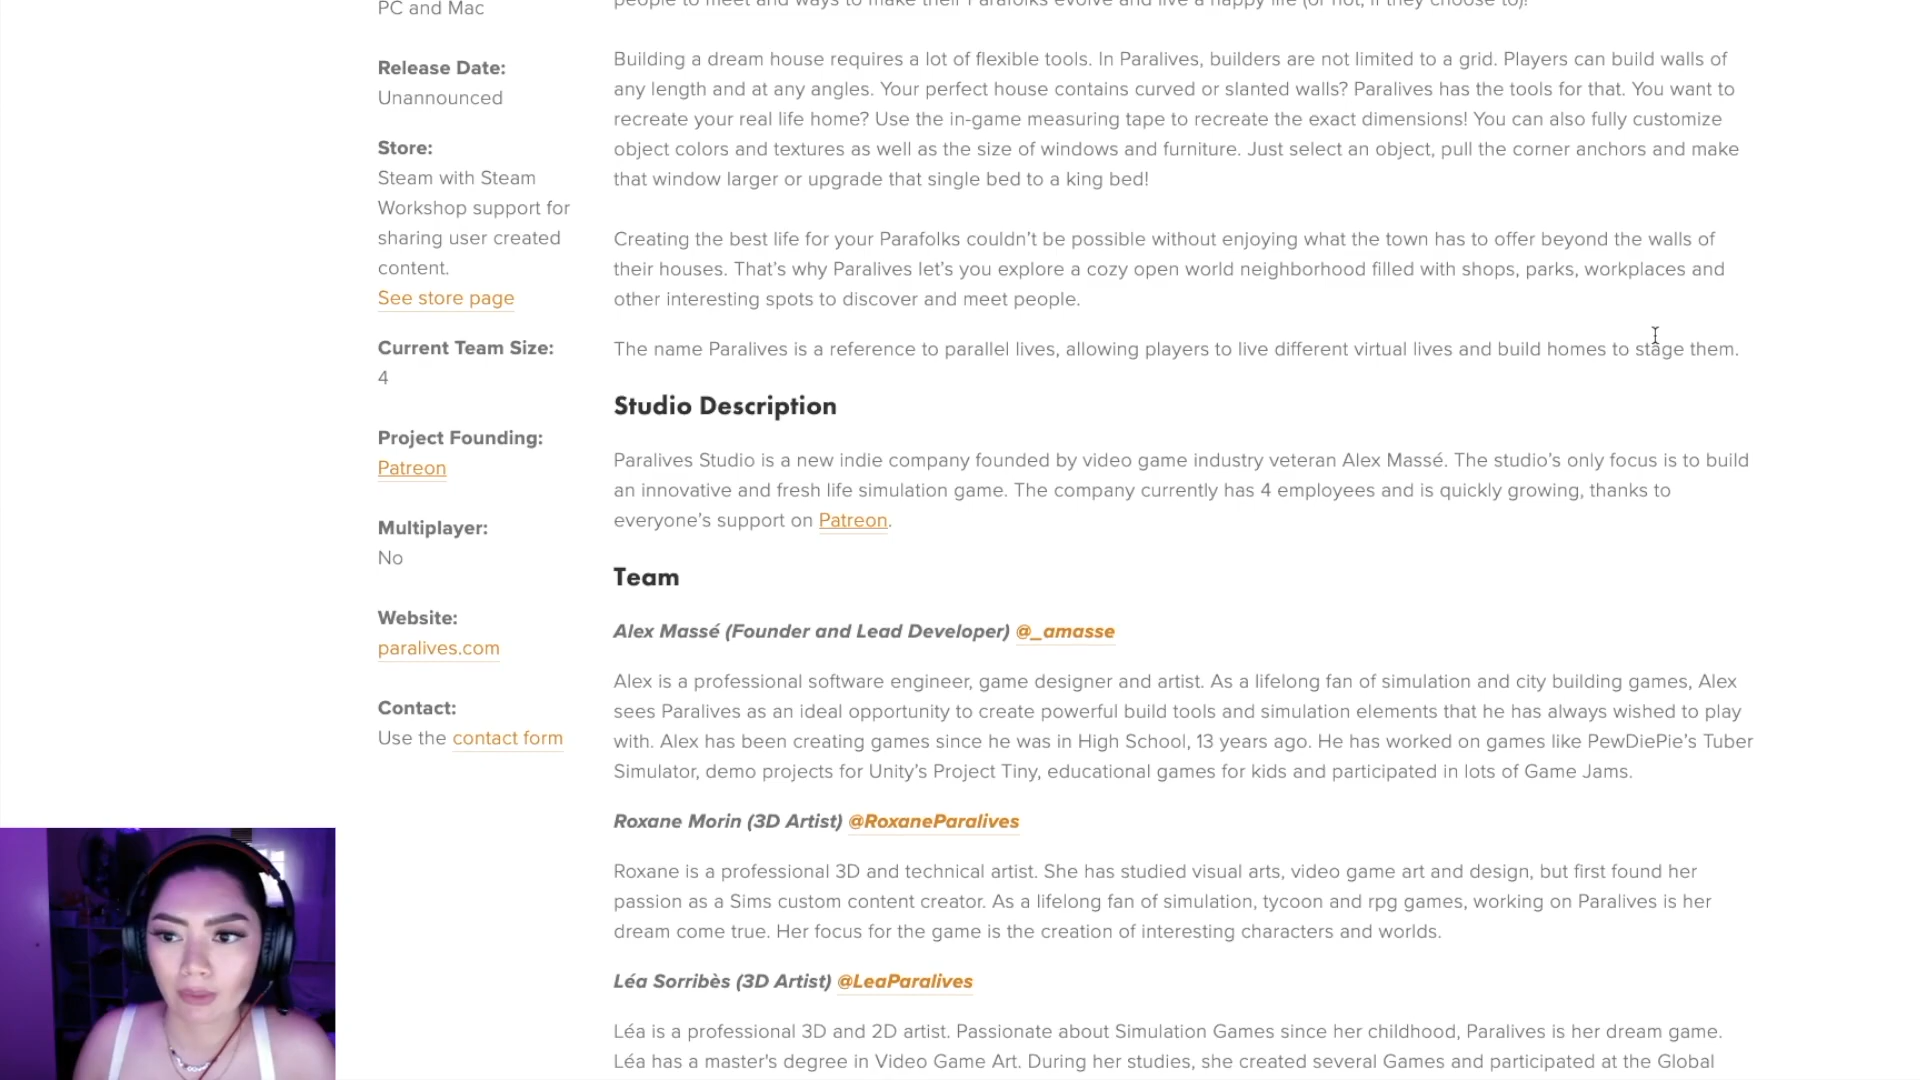 PC and Mac
Release Date:
Unannounced
Store:
Steam with Steam
Workshop support for
sharing user created
content.
See store page
Current Team Size:
4
Project Founding:
Patreon
Multiplayer:
No
Website:
paralives.com
Contact:
Use the contact form
people to meet and ways to make their Parafolks evolve and live a happy life (or not, if they choose to)!
Building a dream house requires a lot of flexible tools. In Paralives, builders are not limited to a grid. Players can build walls of
any length and at any angles. Your perfect house contains curved or slanted walls? Paralives has the tools for that. You want to
recreate your real life home? Use the in-game measuring tape to recreate the exact dimensions! You can also fully customize
object colors and textures as well as the size of windows and furniture. Just select an object, pull the corner anchors and make
that window larger or upgrade that single bed to a king bed!
Creating the best life for your Parafolks couldn't be possible without enjoying what the town has to offer beyond the walls of
their houses. That's why Paralives let's you explore a cozy open world neighborhood filled with shops, parks, workplaces and
other interesting spots to discover and meet people.
The name Paralives is a reference to parallel lives, allowing players to live different virtual lives and build homes to stage them.
Studio Description
Paralives Studio is a new indie company founded by video game industry veteran Alex Massé. The studio's only focus is to build
an innovative and fresh life simulation game. The company currently has 4 employees and is quickly growing, thanks to
everyone's support on Patreon.
Team
Alex Massé (Founder and Lead Developer) @_amasse
Alex is a professional software engineer, game designer and artist. As a lifelong fan of simulation and city building games, Alex
sees Paralives as an ideal opportunity to create powerful build tools and simulation elements that he has always wished to play
with. Alex has been creating games since he was in High School, 13 years ago. He has worked on games like PewDiePie's Tuber
Simulator, demo projects for Unity's Project Tiny, educational games for kids and participated in lots of Game Jams.
Roxane Morin (3D Artist) @RoxaneParalives
Roxane is a professional 3D and technical artist. She has studied visual arts, video game art and design, but first found her
passion as a Sims custom content creator. As a lifelong fan of simulation, tycoon and rpg games, working on Paralives is her
dream come true. Her focus for the game is the creation of interesting characters and worlds.
Léa Sorribès (3D Artist) @LeaParalives
Léa is a professional 3D and 2D artist. Passionate about Simulation Games since her childhood, Paralives is her dream game.
Léa has a master's degree in Video Game Art. During her studies, she created several Games and participated at the Global